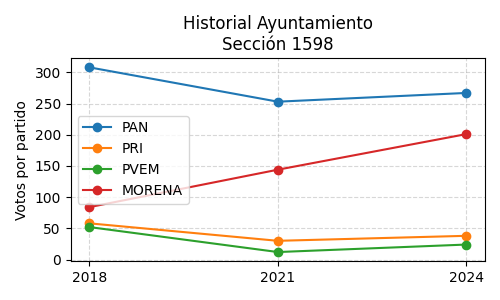 Historial Ayuntamiento
Sección 1598
Votos por partido
300
250
200
150
100
50
0
PAN
PRI
PVEM
MORENA
2018
2021
2024